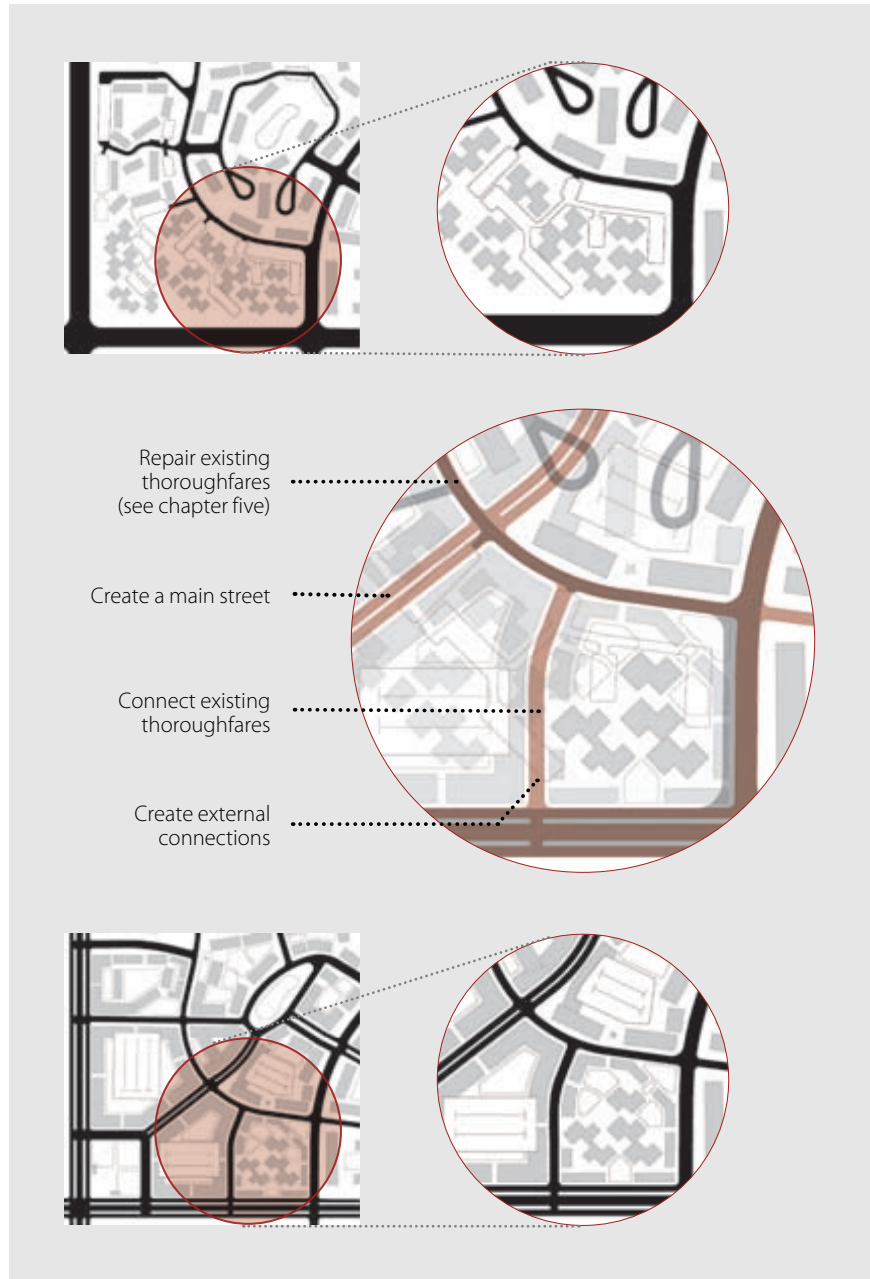 Repair existing
thoroughfares
(see chapter five)
Create a main street
Connect existing
thoroughfares
Create external
connections